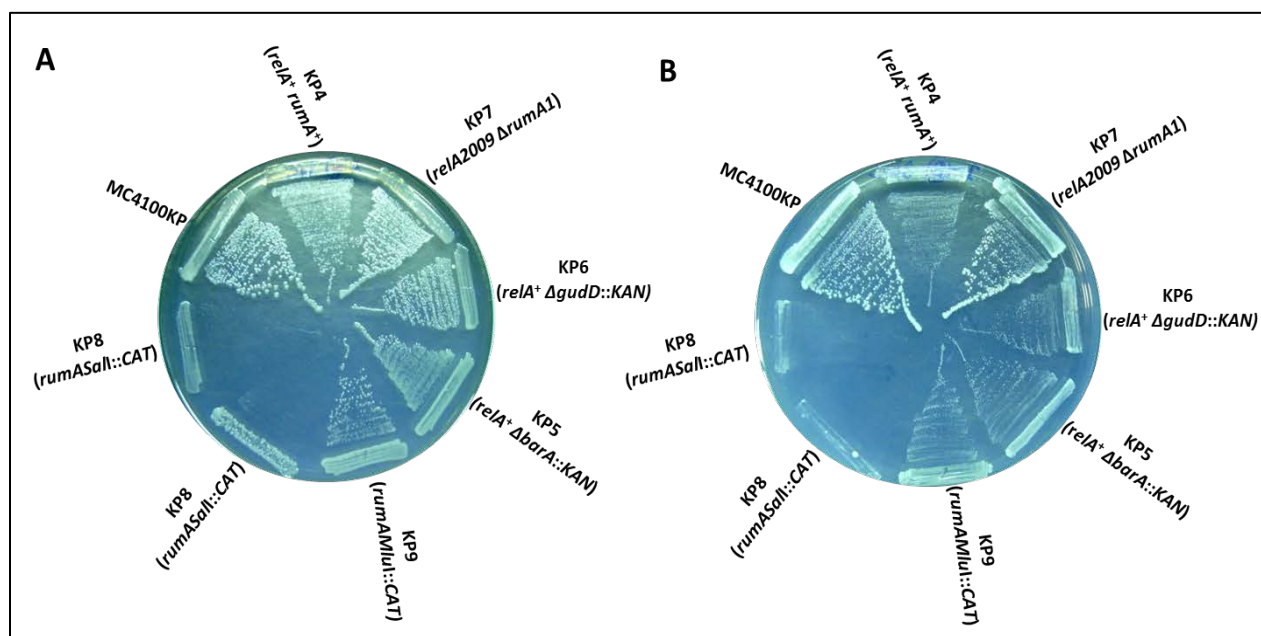 A
KP4
(relA⁺ rumA⁺)
KP7
(relA2009 ΔrumA1)
MC4100KP
KP6
(relA⁺ ΔgudD::KAN)
KP8
(rumASalI::CAT)
KP5
(relA⁺ ΔbarA::KAN)
KP8
(rumASalI::CAT)
KP9
(rumAMluI::CAT)
B
KP4
(relA⁺ rumA⁺)
KP7
(relA2009 ΔrumA1)
MC4100KP
KP6
(relA⁺ ΔgudD::KAN)
KP8
(rumASalI::CAT)
KP5
(relA⁺ ΔbarA::KAN)
KP8
(rumASalI::CAT)
KP9
(rumAMluI::CAT)